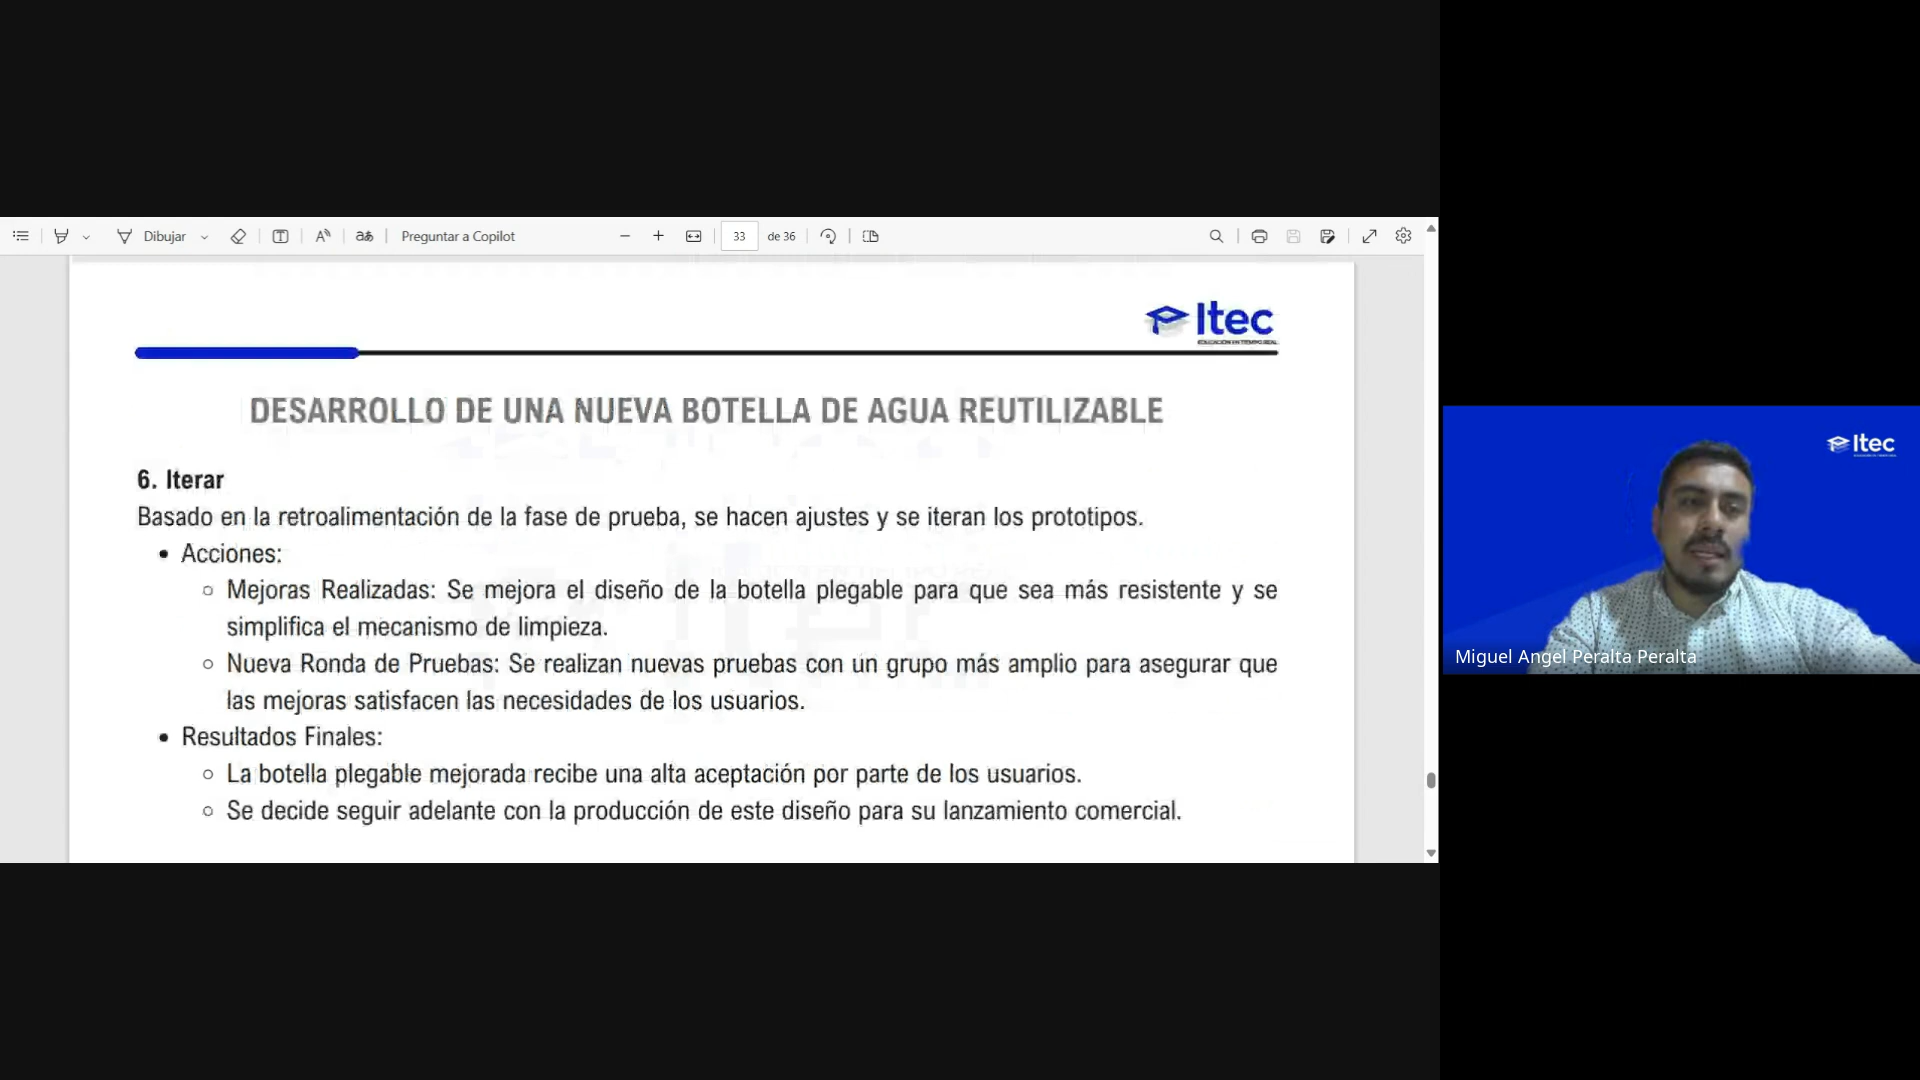 Dibujar
Preguntar a Copilot
33 de 36
Itec
DESARROLLO DE UNA NUEVA BOTELLA DE AGUA REUTILIZABLE
6. Iterar
Basado en la retroalimentación de la fase de prueba, se hacen ajustes y se iteran los prototipos.
Acciones:
Mejoras Realizadas: Se mejora el diseño de la botella plegable para que sea más resistente y se
simplifica el mecanismo de limpieza.
Nueva Ronda de Pruebas: Se realizan nuevas pruebas con un grupo más amplio para asegurar que
las mejoras satisfacen las necesidades de los usuarios.
Resultados Finales:
La botella plegable mejorada recibe una alta aceptación por parte de los usuarios.
Se decide seguir adelante con la producción de este diseño para su lanzamiento comercial.
Itec
Miguel Angel Peralta Peralta